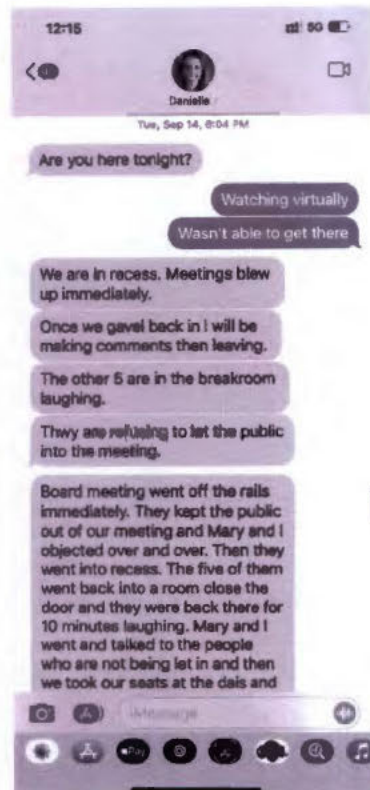 12:15
5G
Danielle
Tue, Sep 14, 6:04 PM
Are you here tonight?
Watching virtually
Wasn't able to get there
We are in recess. Meetings blew
up immediately.
Once we gavel back in I will be
making comments then leaving.
The other 5 are in the breakroom
laughing.
Thwy are refusing to let the public
into the meeting.
Board meeting went off the rails
immediately. They kept the public
out of our meeting and Mary and I
objected over and over. Then they
went into recess. The five of them
went back into a room close the
door and they were back there for
10 minutes laughing. Mary and I
went and talked to the people
who are not being let in and then
we took our seats at the dais and
iMessage
Pay